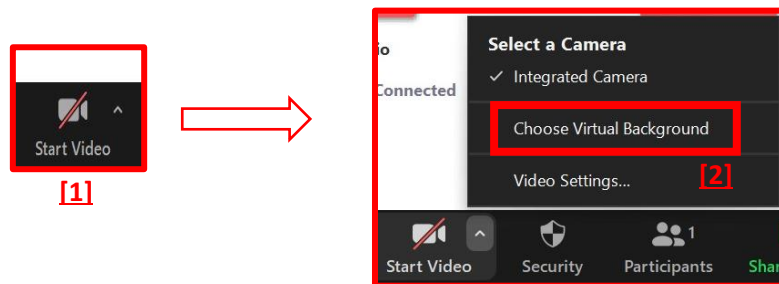 Start Video
[1]
io
Connected
Select a Camera
✓ Integrated Camera
Choose Virtual Background
Video Settings...
[2]
Start Video
Security
1
Participants
Shar